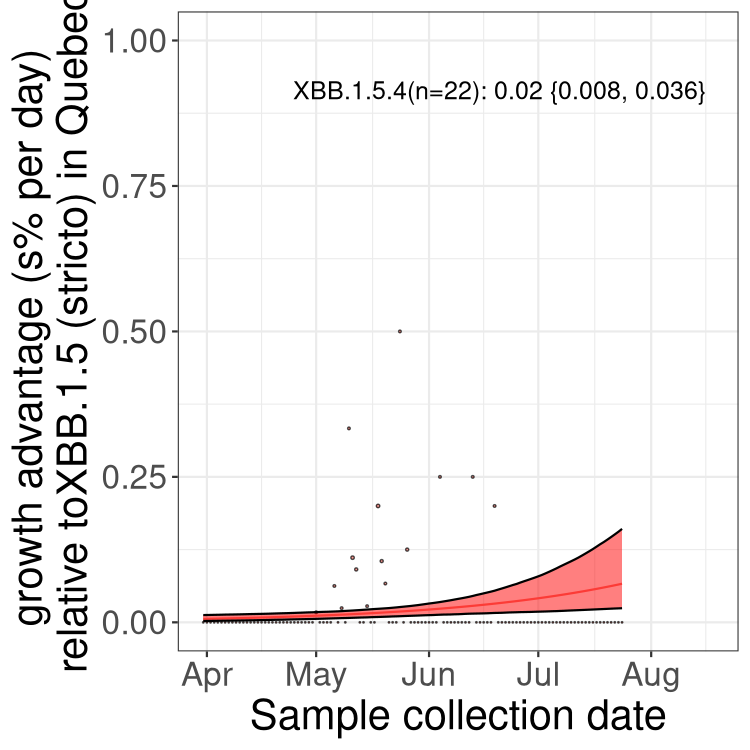 growth advantage (s% per day)
relative toXBB.1.5 (stricto) in Quebec
1.00
0.75
0.50
0.25
0.00
XBB.1.5.4(n=22): 0.02 {0.008, 0.036}
Apr May Jun Jul Aug
Sample collection date